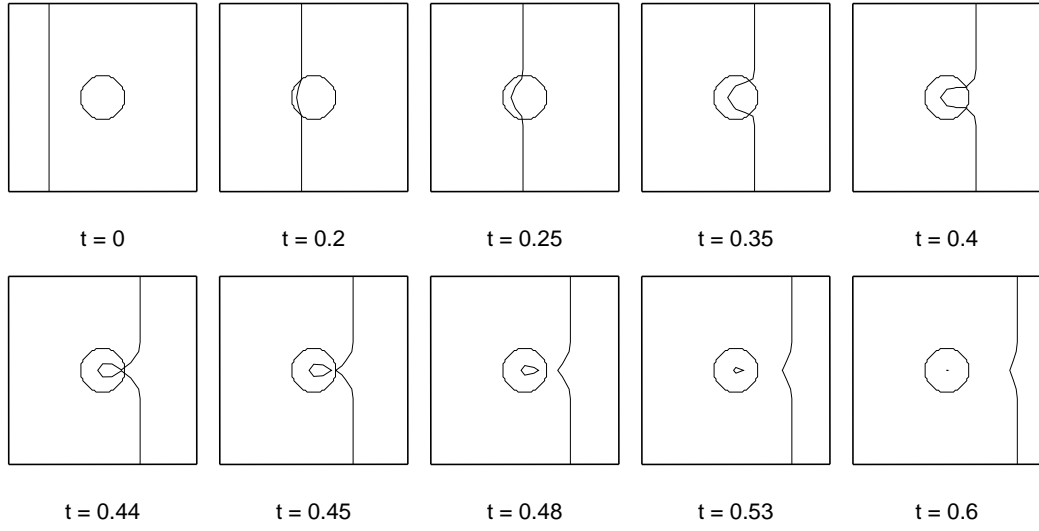 t = 0
t = 0.2
t = 0.25
t = 0.35
t = 0.4
t = 0.44
t = 0.45
t = 0.48
t = 0.53
t = 0.6